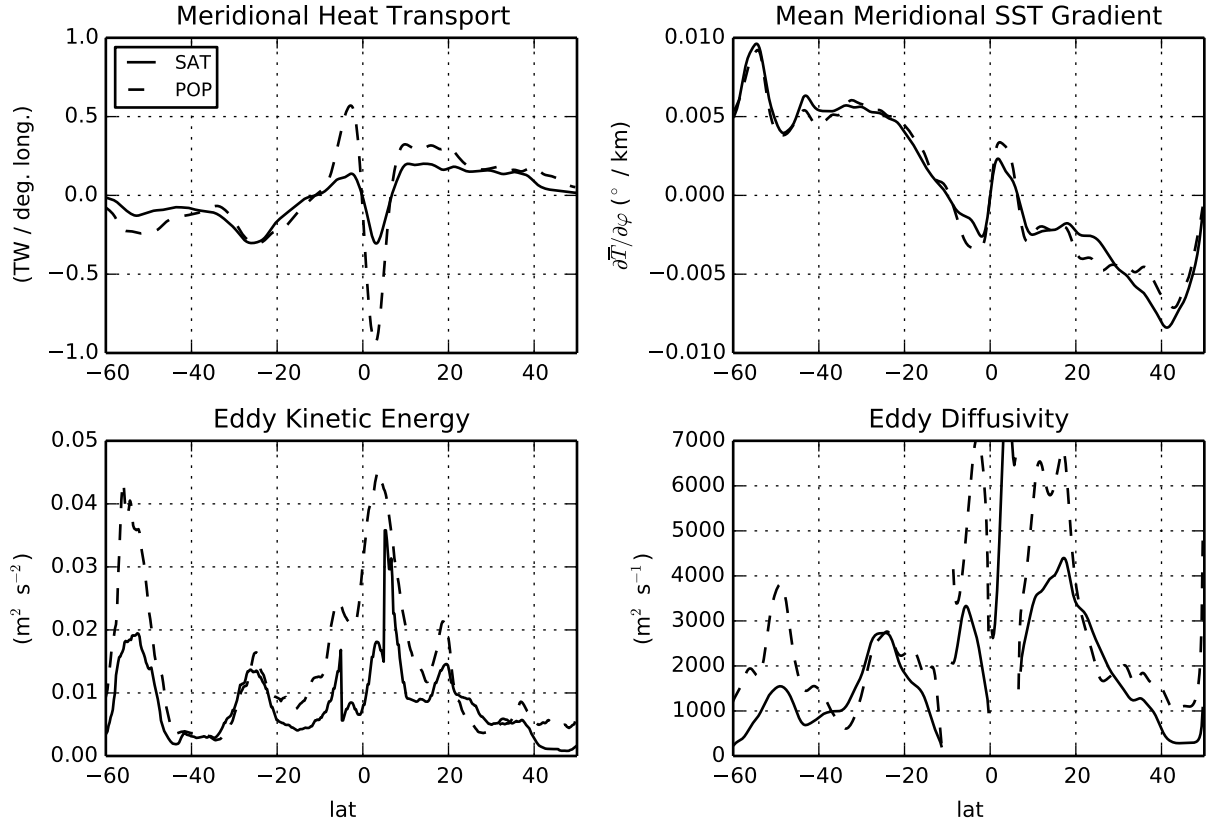 Meridional Heat Transport
1.0
0.5
0.0
−0.5
−1.0
(TW / deg. long.)
SAT
POP
−60 −40 −20 0 20 40
Mean Meridional SST Gradient
0.010
0.005
0.000
−0.005
−0.010
∂T̅/∂φ (° / km)
−60 −40 −20 0 20 40
Eddy Kinetic Energy
0.05
0.04
0.03
0.02
0.01
0.00
(m² s⁻²)
−60 −40 −20 0 20 40
lat
Eddy Diffusivity
7000
6000
5000
4000
3000
2000
1000
0
(m² s⁻¹)
−60 −40 −20 0 20 40
lat